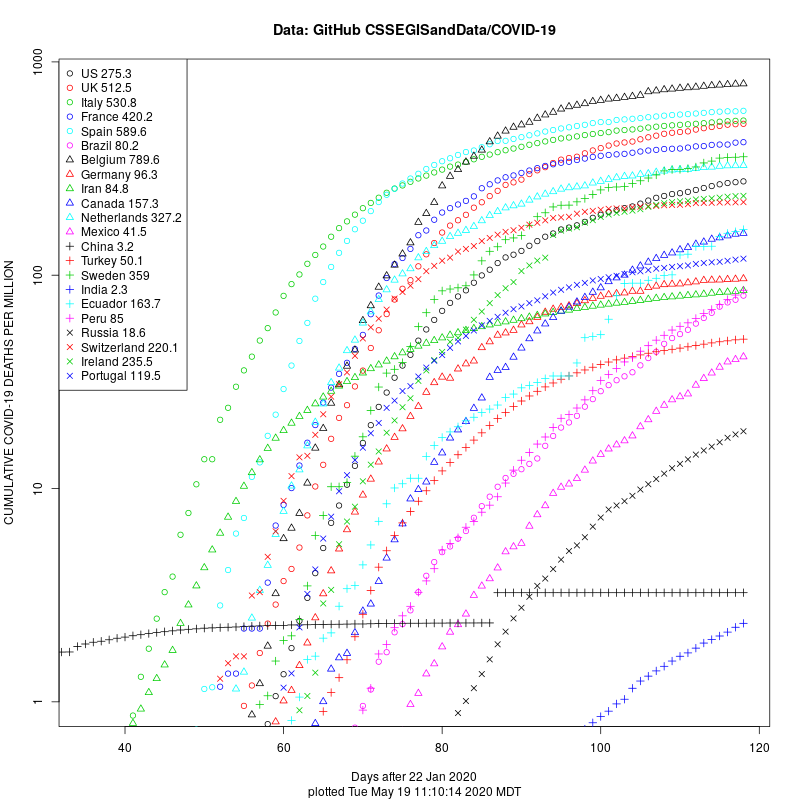 Data: GitHub CSSEGISandData/COVID-19
CUMULATIVE COVID-19 DEATHS PER MILLION
1000
100
10
1
US 275.3
UK 512.5
Italy 530.8
France 420.2
Spain 589.6
Brazil 80.2
Belgium 789.6
Germany 96.3
Iran 84.8
Canada 157.3
Netherlands 327.2
Mexico 41.5
China 3.2
Turkey 50.1
Sweden 359
India 2.3
Ecuador 163.7
Peru 85
Russia 18.6
Switzerland 220.1
Ireland 235.5
Portugal 119.5
40 60 80 100 120
Days after 22 Jan 2020
plotted Tue May 19 11:10:14 2020 MDT